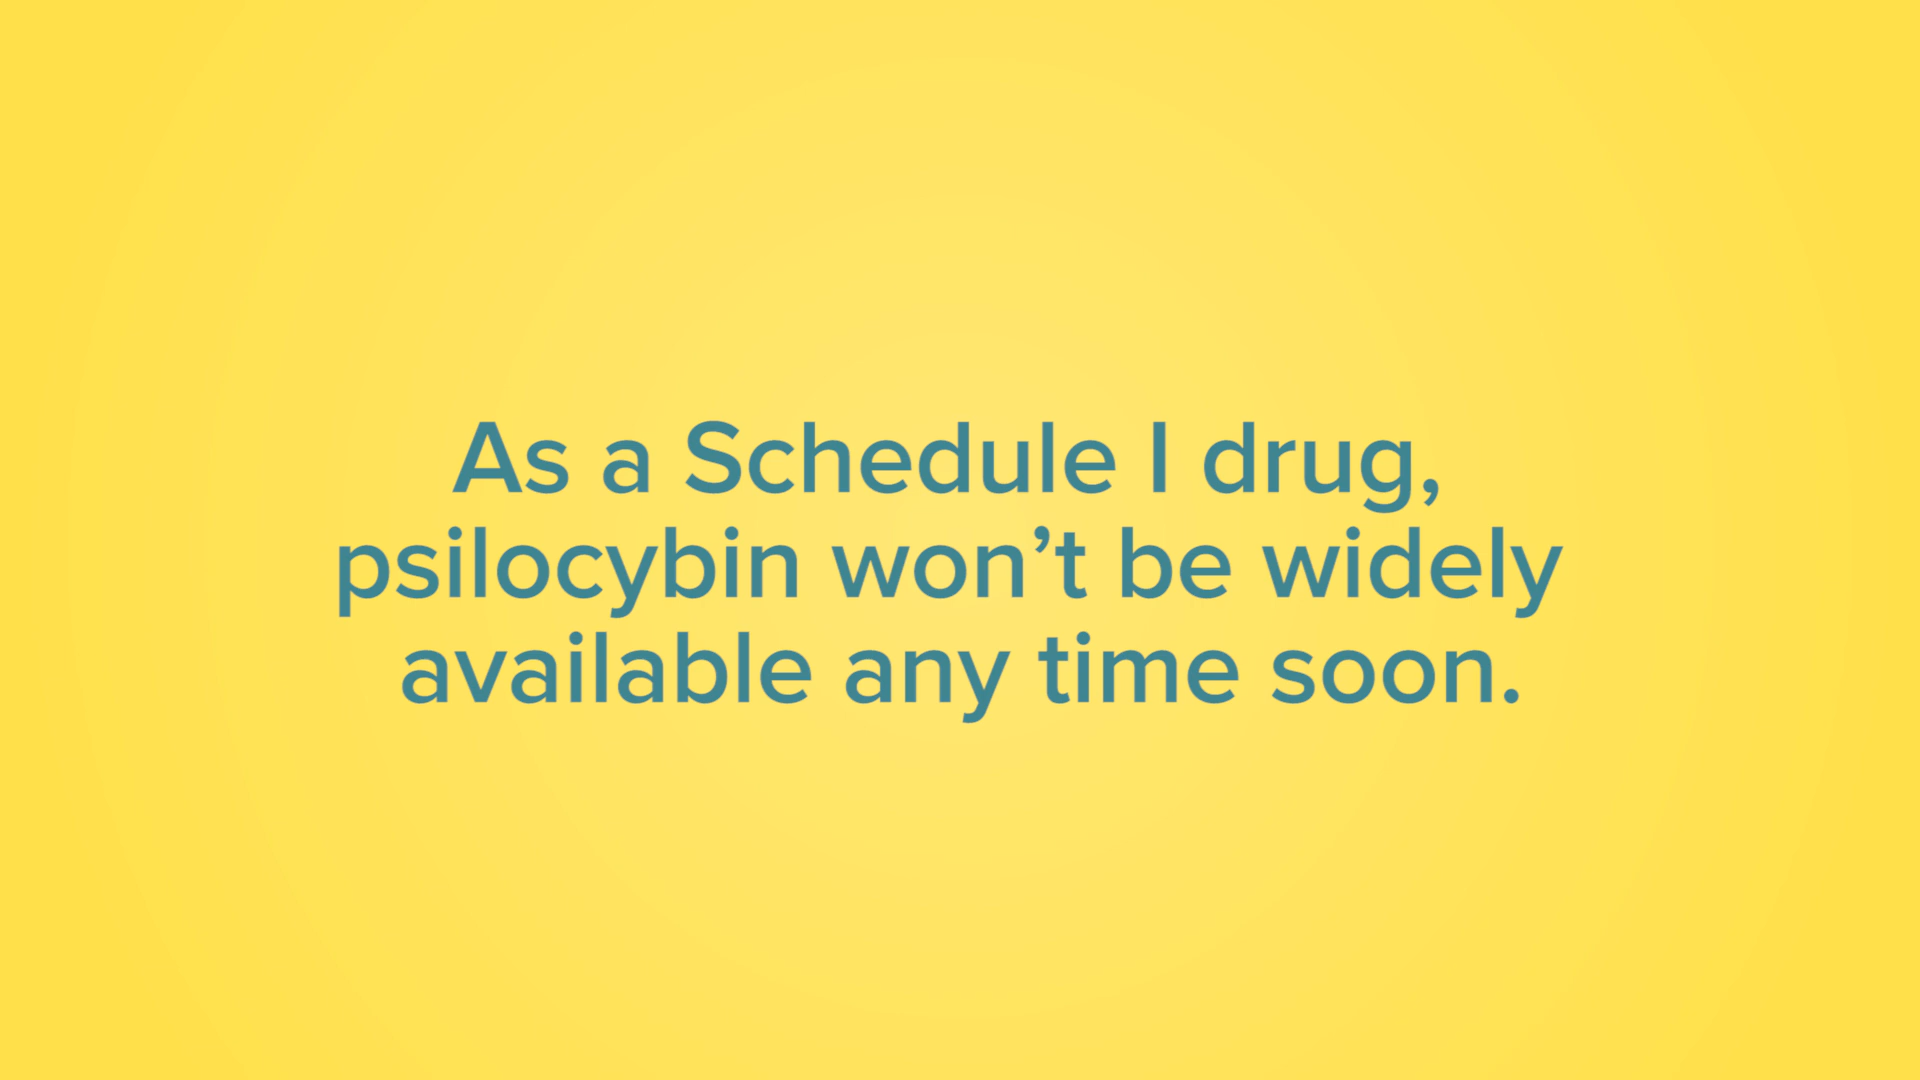 As a Schedule I drug,
psilocybin won’t be widely
available any time soon.